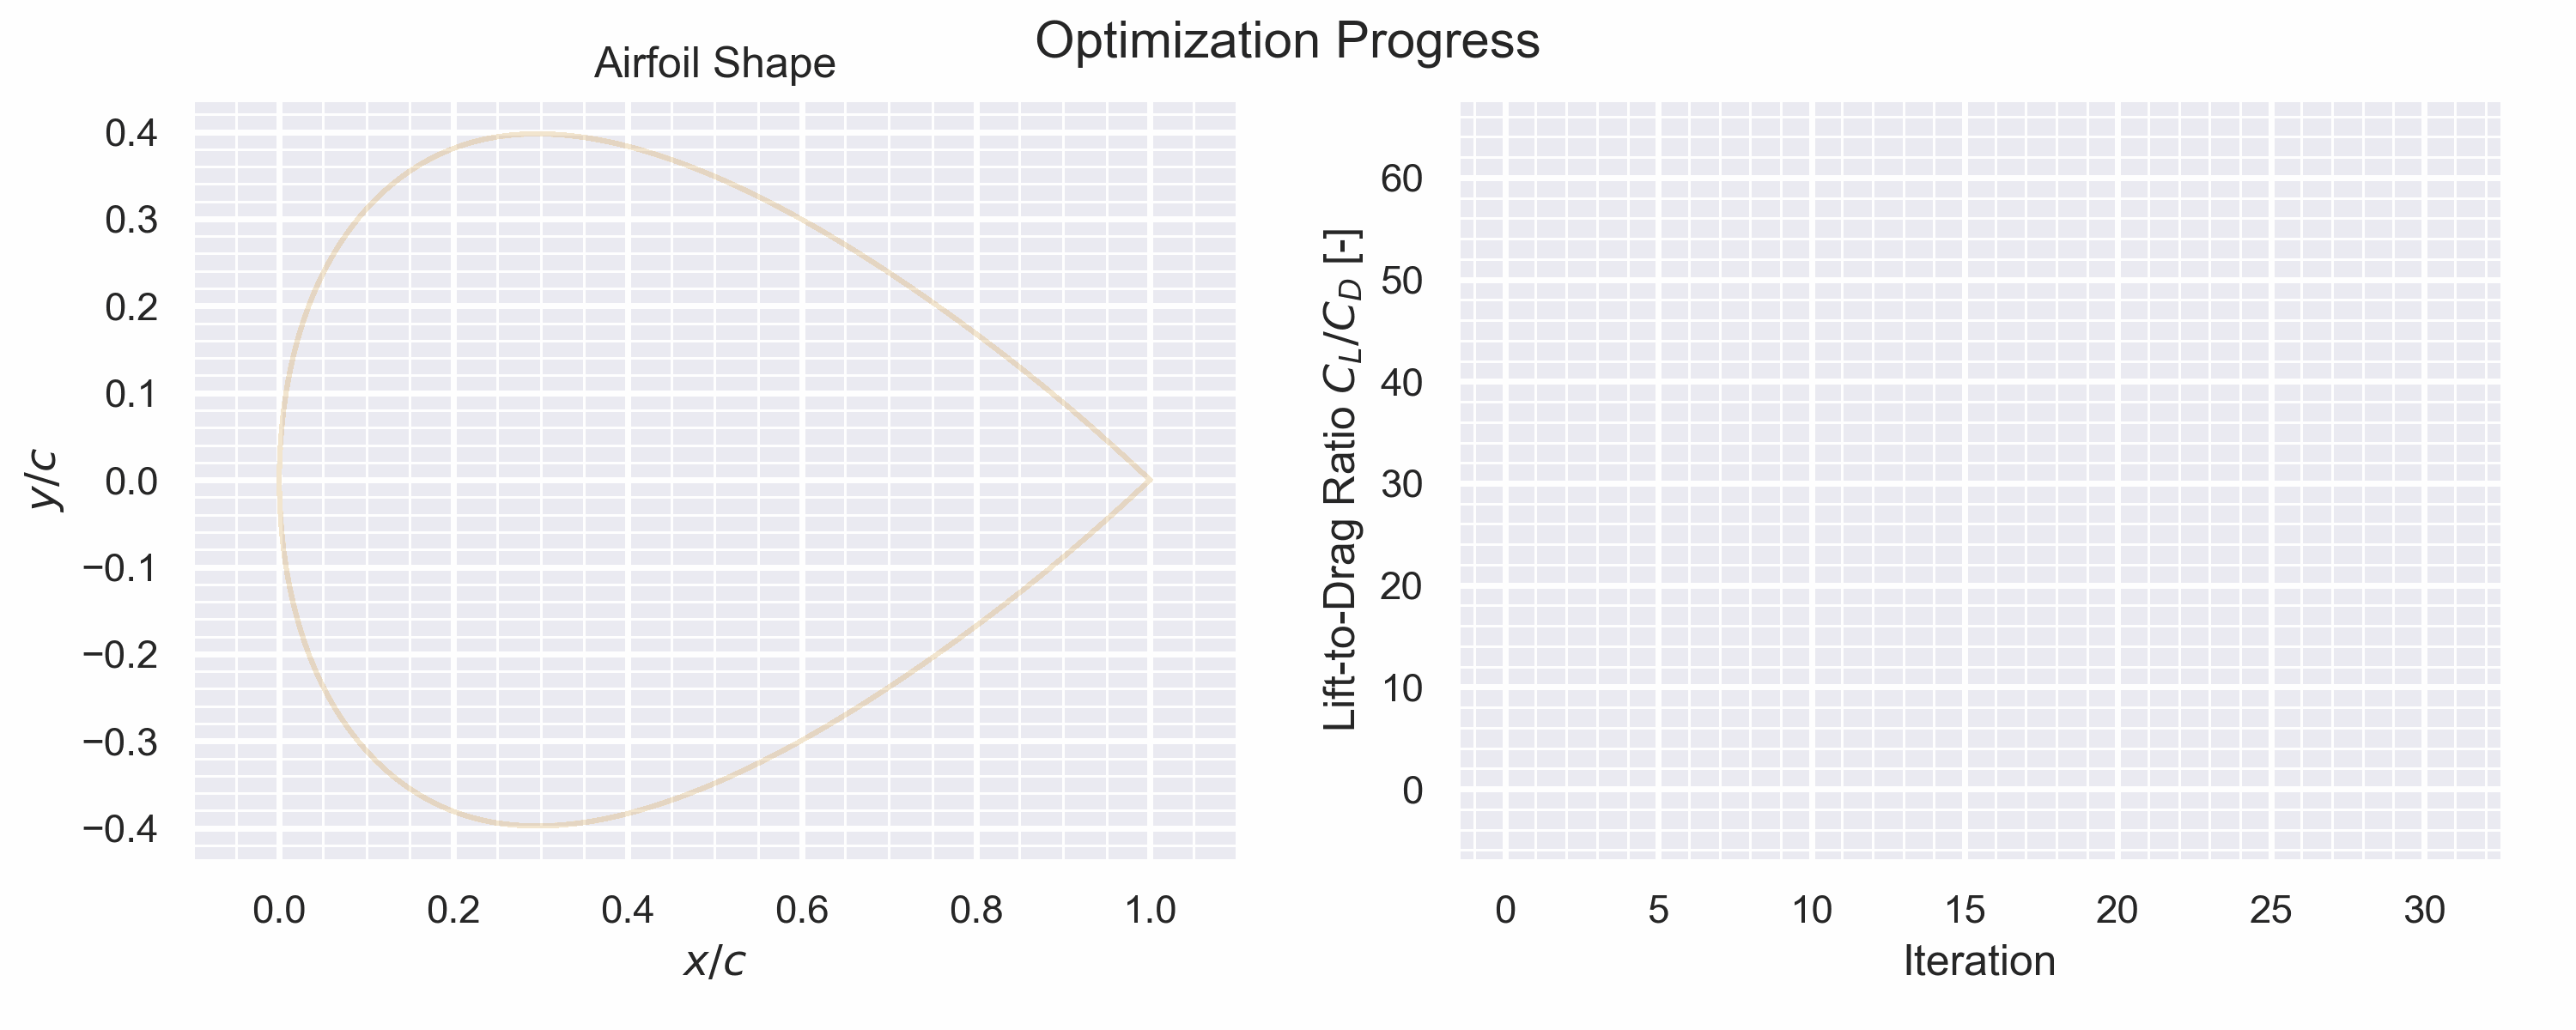 Optimization Progress
Airfoil Shape
0.4
0.3
0.2
0.1
0.0
−0.1
−0.2
−0.3
−0.4
y/c
0.0 0.2 0.4 0.6 0.8 1.0
x/c
60
50
40
30
20
10
0
Lift-to-Drag Ratio C_L/C_D [-]
0 5 10 15 20 25 30
Iteration